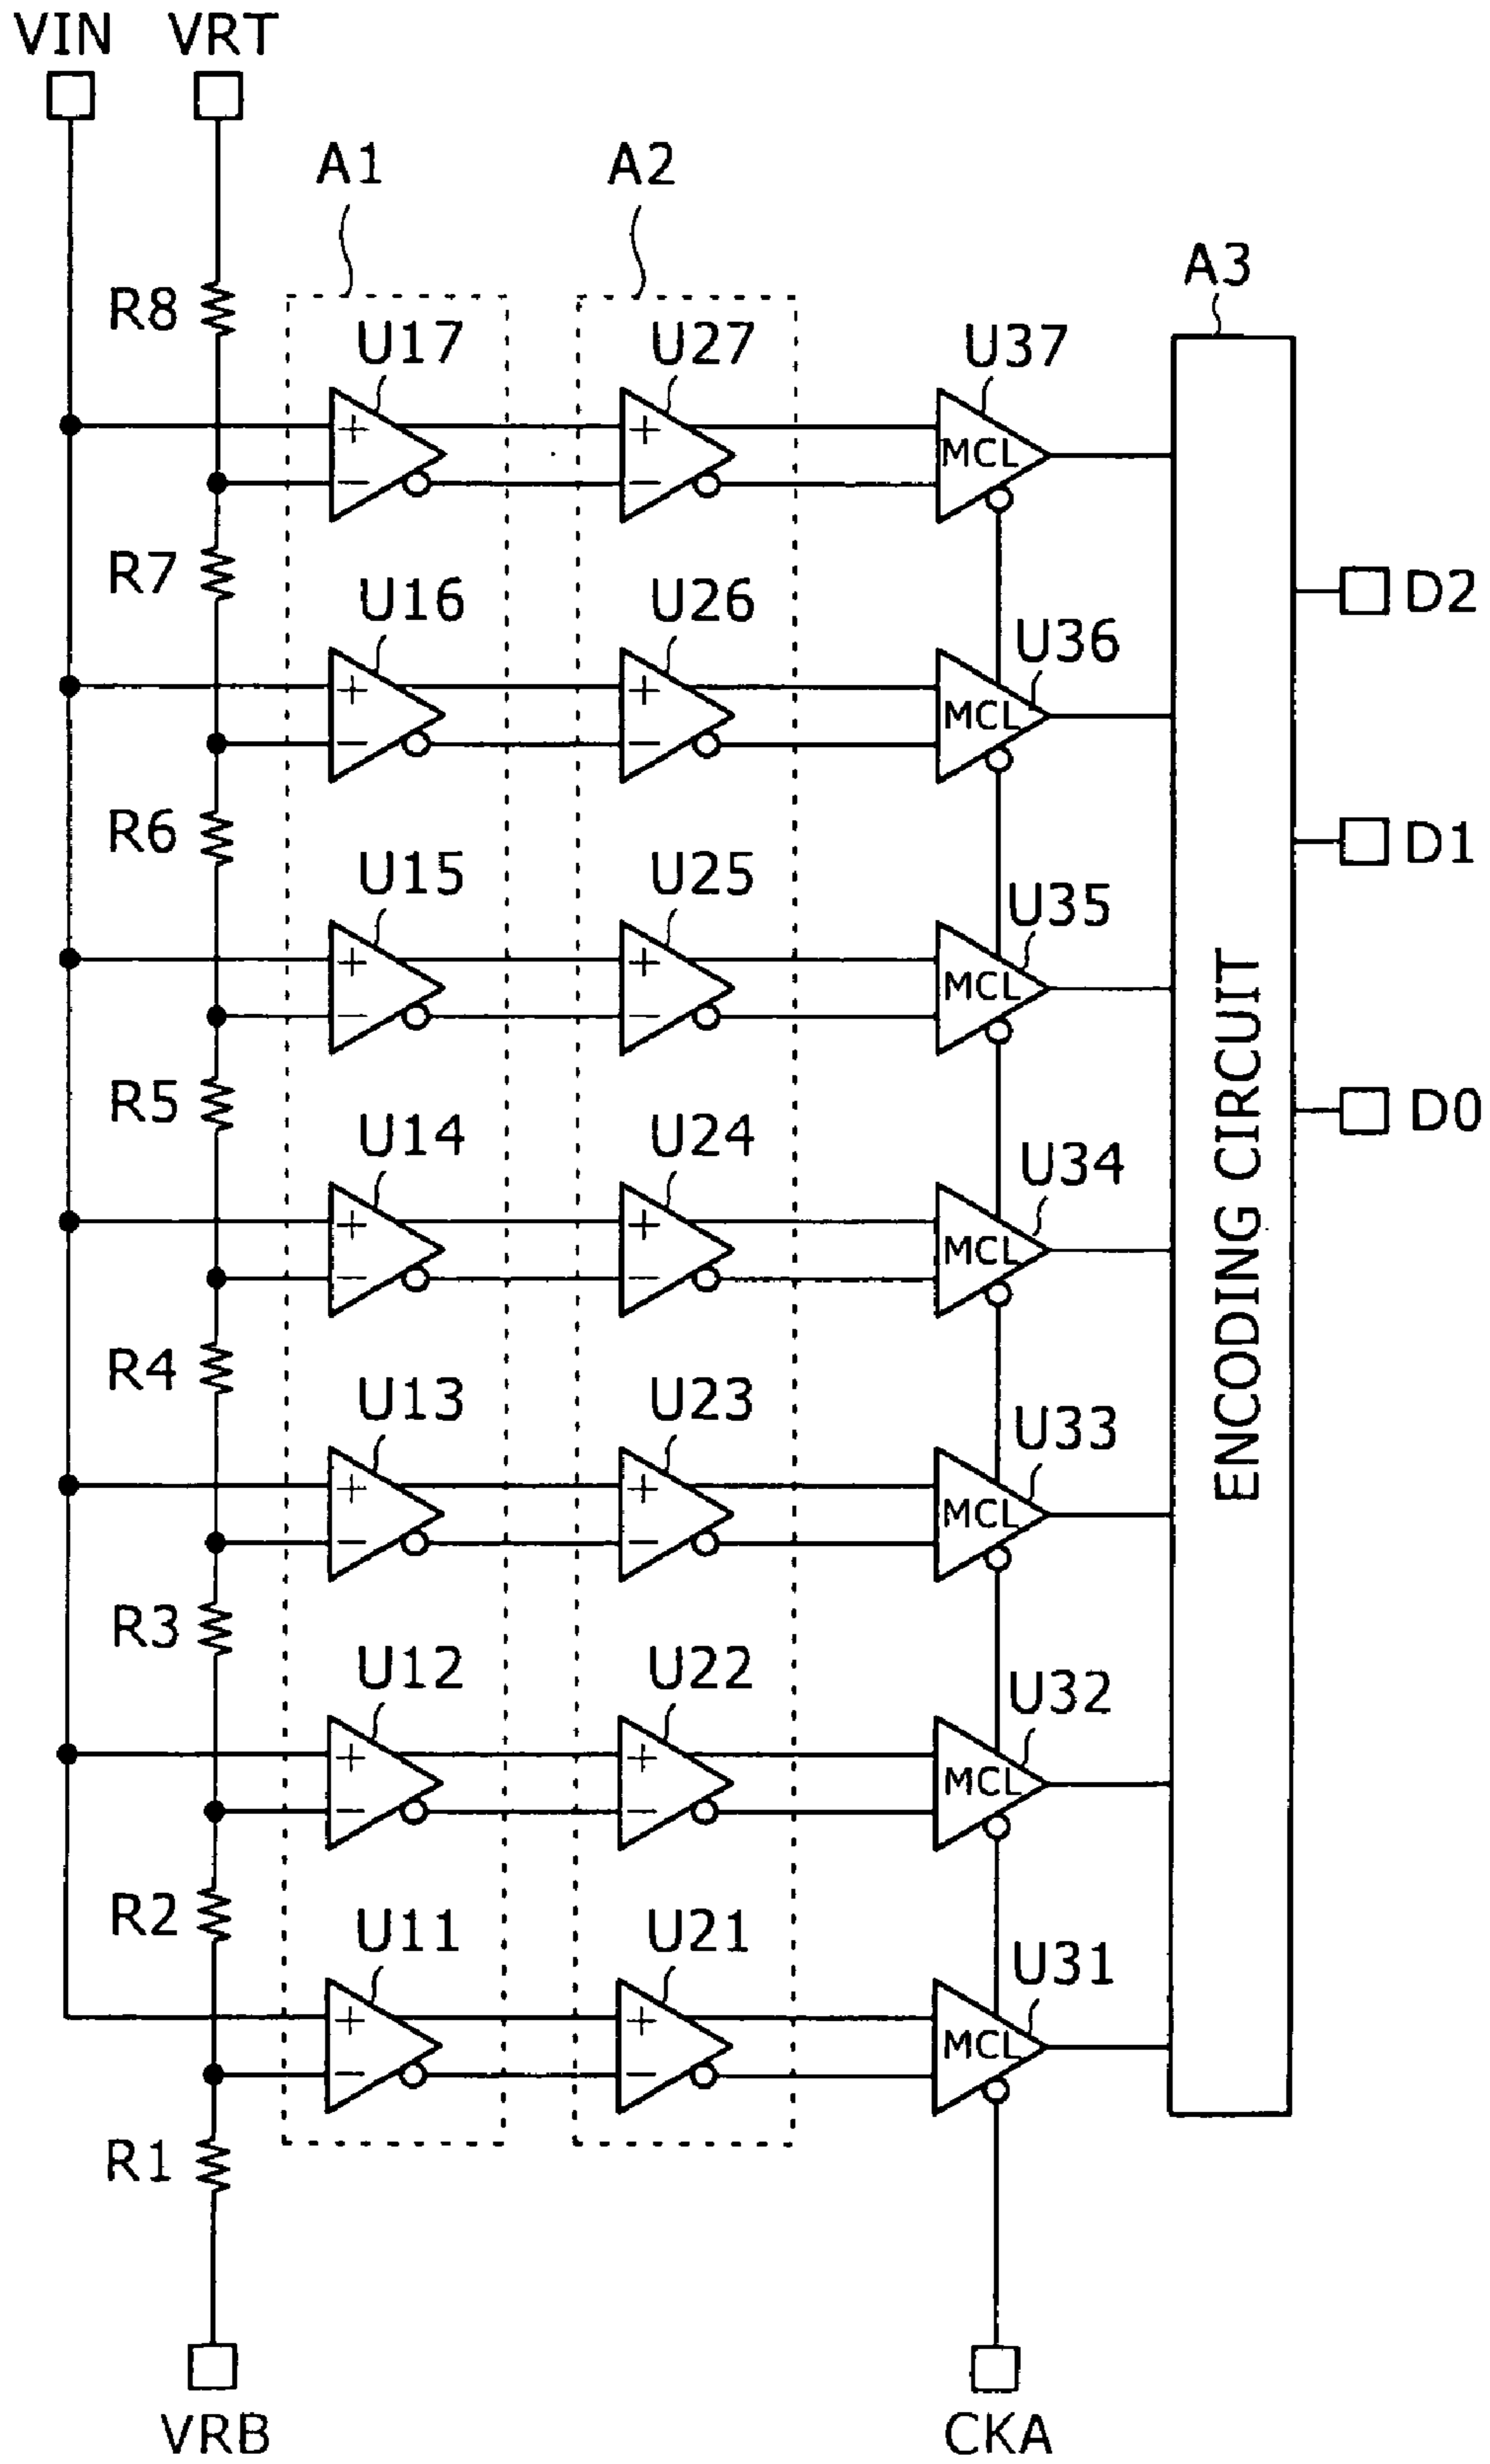 VIN VRT
A1 A2
A3
R8
U17 U27 U37
+ + MCL
− −
R7
D2
U16 U26 U36
+ + MCL
− −
R6
D1
U15 U25 U35
+ + MCL
− −
R5
D0
ENCODING CIRCUIT
U14 U24 U34
+ + MCL
− −
R4
U13 U23 U33
+ + MCL
− −
R3
U12 U22 U32
+ + MCL
− −
R2
U11 U21 U31
+ + MCL
− −
R1
VRB CKA